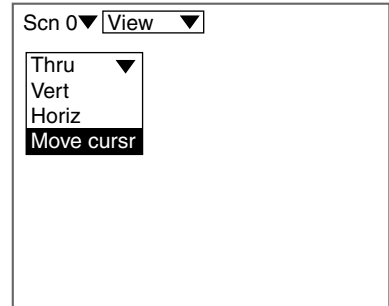 Scn 0▼ View ▼
Thru ▼
Vert
Horiz
Move cursr